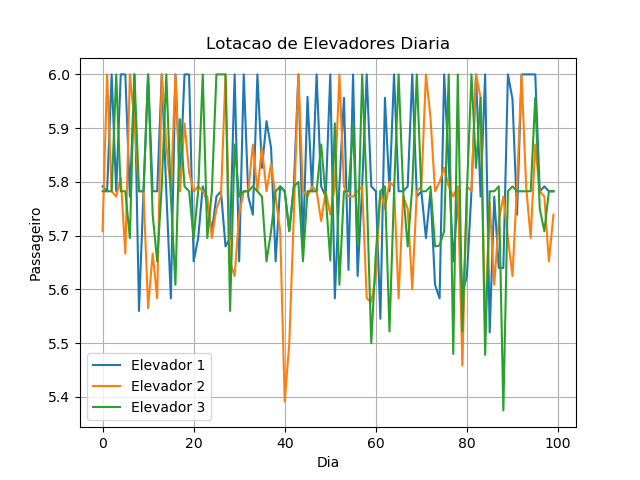 Lotacao de Elevadores Diaria
6.0
5.9
5.8
5.7
5.6
5.5
5.4
Passageiro
Elevador 1
Elevador 2
Elevador 3
0 20 40 60 80 100
Dia